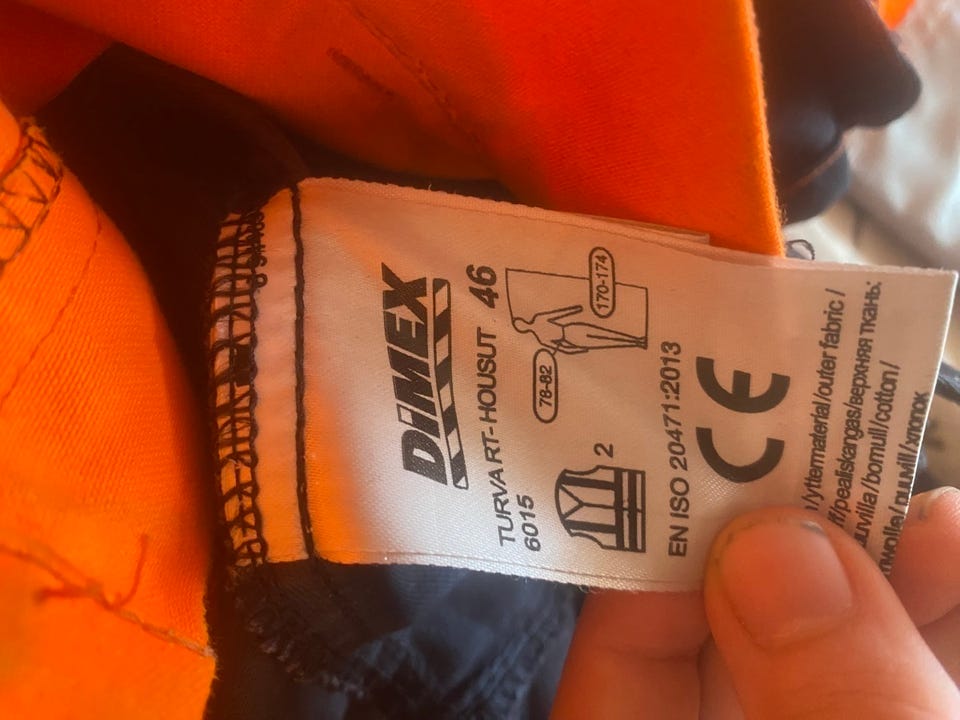 DiMEX
TURVA RT-HOUSUT 46
6015
170-174
78-82
2
EN ISO 20471:2013
CE
/yttermaterial/outer fabric/
/pealiskangas/верхняя ткань:
/bomull/cotton/
/хлопок